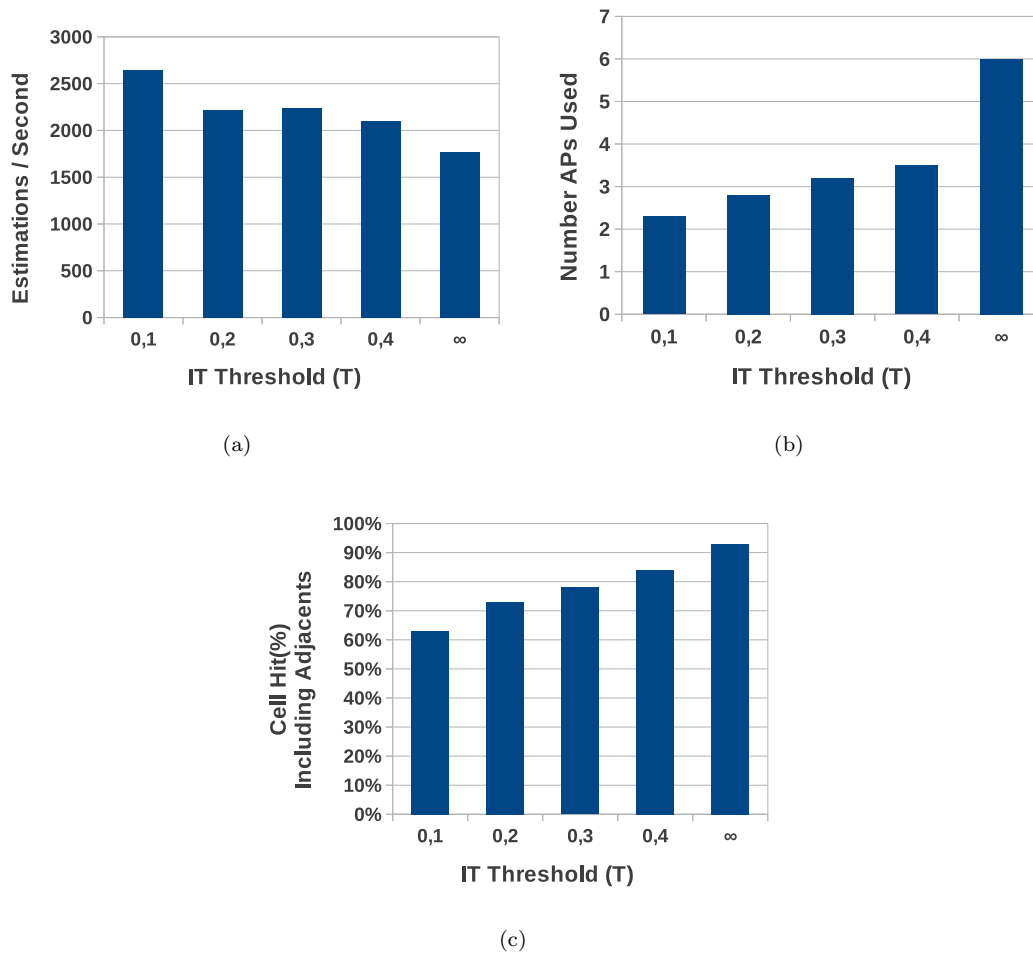 3000
2500
2000
1500
1000
500
0
Estimations / Second
0,1 0,2 0,3 0,4 ∞
IT Threshold (T)
(a)
7
6
5
4
3
2
1
0
Number APs Used
0,1 0,2 0,3 0,4 ∞
IT Threshold (T)
(b)
100%
90%
80%
70%
60%
50%
40%
30%
20%
10%
0%
Cell Hit(%)
Including Adjacents
0,1 0,2 0,3 0,4 ∞
IT Threshold (T)
(c)